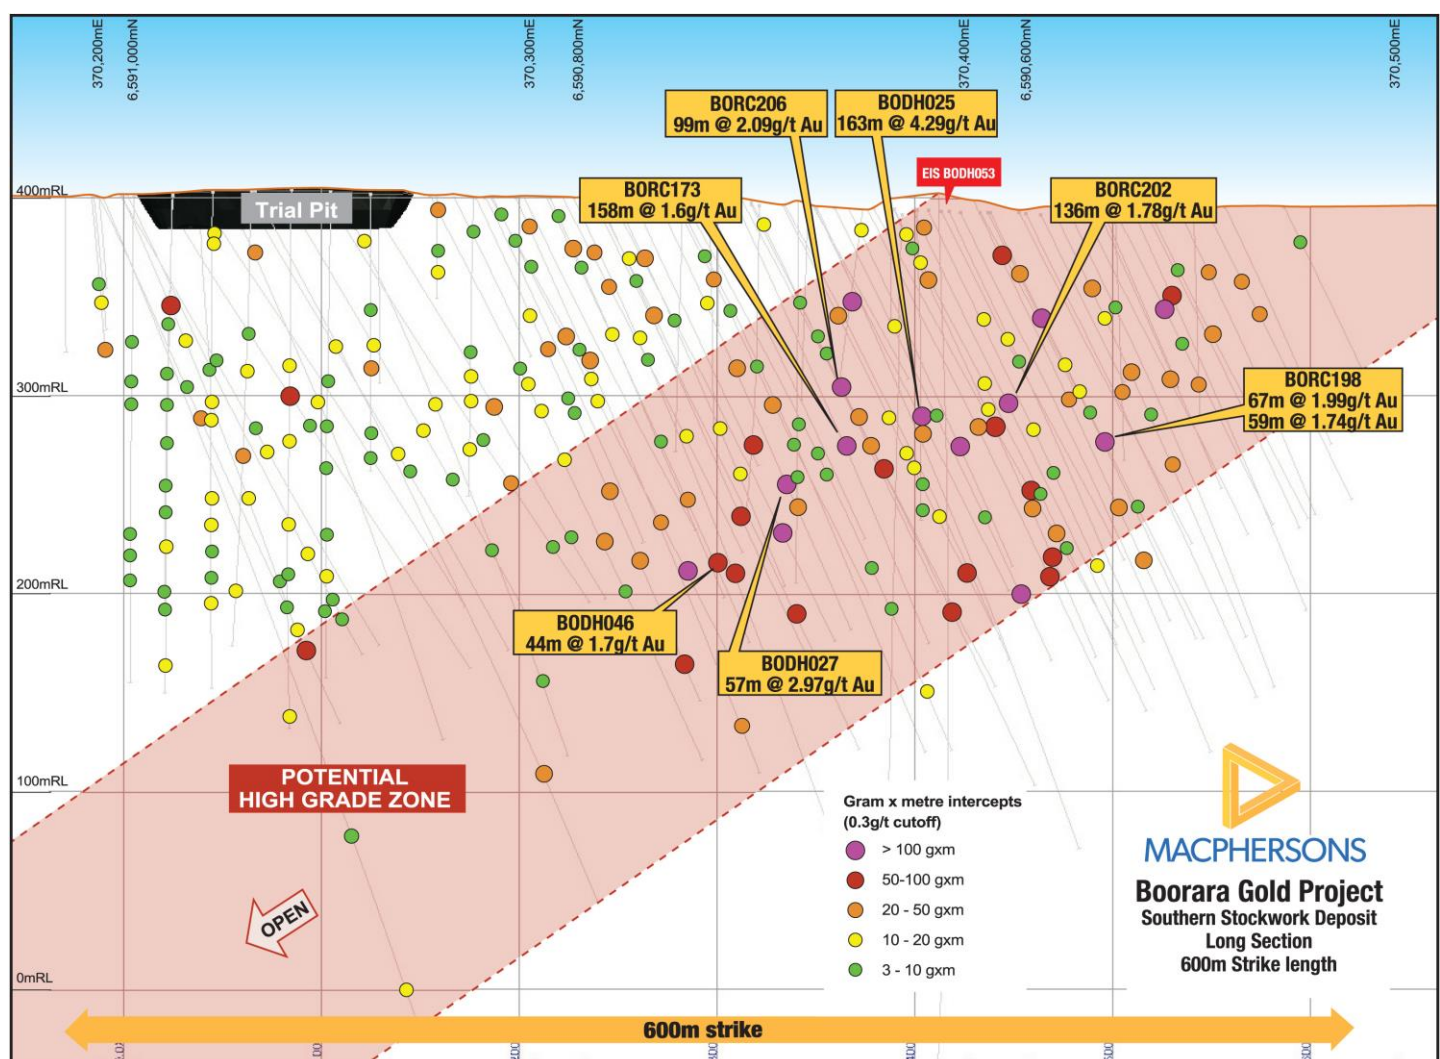 370,200mE
6,591,000mN
370,300mE
6,590,800mN
370,400mE
6,590,600mN
370,500mE
BORC206
99m @ 2.09g/t Au
BODH025
163m @ 4.29g/t Au
EIS BODH053
BORC173
158m @ 1.6g/t Au
BORC202
136m @ 1.78g/t Au
400mRL
Trial Pit
300mRL
BORC198
67m @ 1.99g/t Au
59m @ 1.74g/t Au
200mRL
BODH046
44m @ 1.7g/t Au
BODH027
57m @ 2.97g/t Au
100mRL
POTENTIAL
HIGH GRADE ZONE
OPEN
0mRL
Gram x metre intercepts
(0.3g/t cutoff)
> 100 gxm
50-100 gxm
20 - 50 gxm
10 - 20 gxm
3 - 10 gxm
MACPHERSONS
Boorara Gold Project
Southern Stockwork Deposit
Long Section
600m Strike length
600m strike